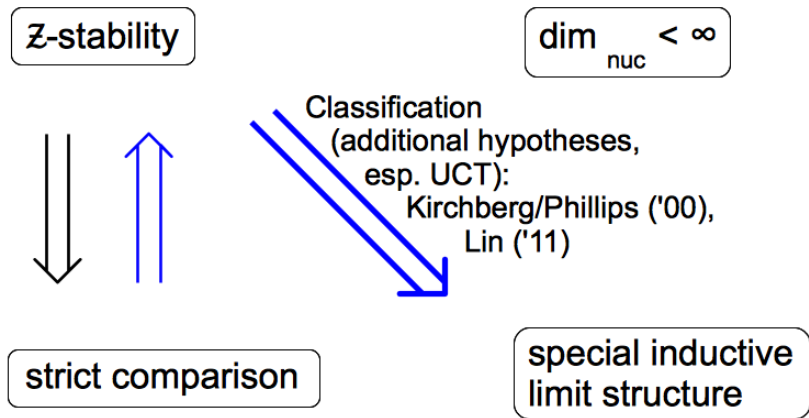 Ƶ-stability
dim nuc < ∞
Classification
(additional hypotheses,
esp. UCT):
Kirchberg/Phillips ('00),
Lin ('11)
strict comparison
special inductive
limit structure